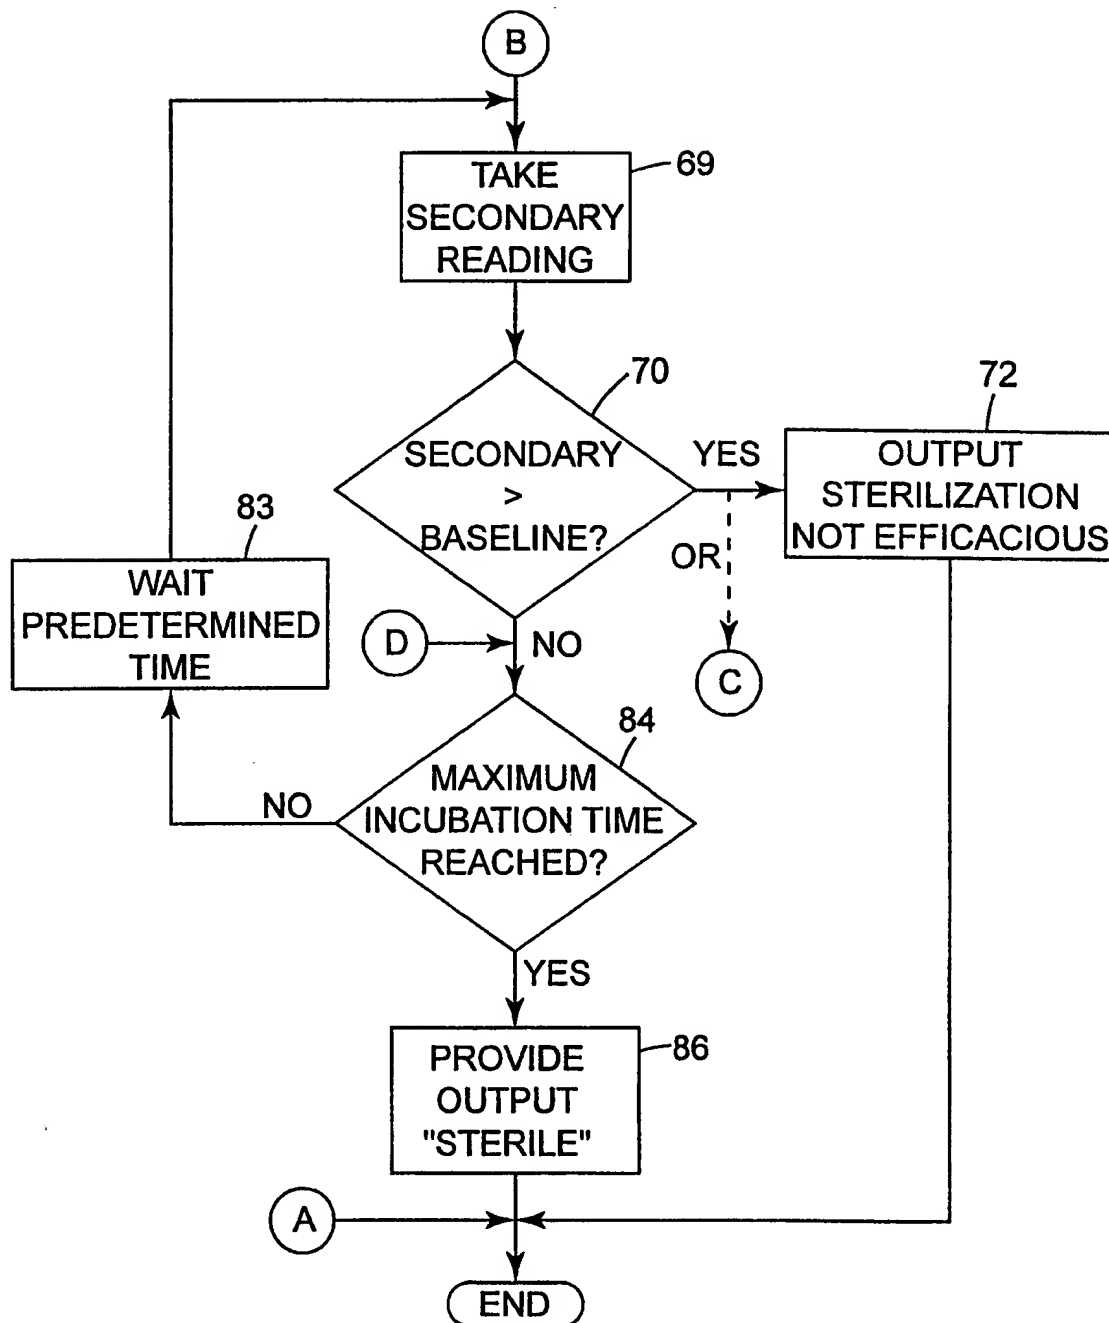 B
TAKE
SECONDARY
READING
69
SECONDARY
>
BASELINE?
70
YES
OR
C
72
OUTPUT
STERILIZATION
NOT EFFICACIOUS
83
WAIT
PREDETERMINED
TIME
D
NO
84
MAXIMUM
INCUBATION TIME
REACHED?
NO
YES
PROVIDE
OUTPUT
"STERILE"
86
A
END